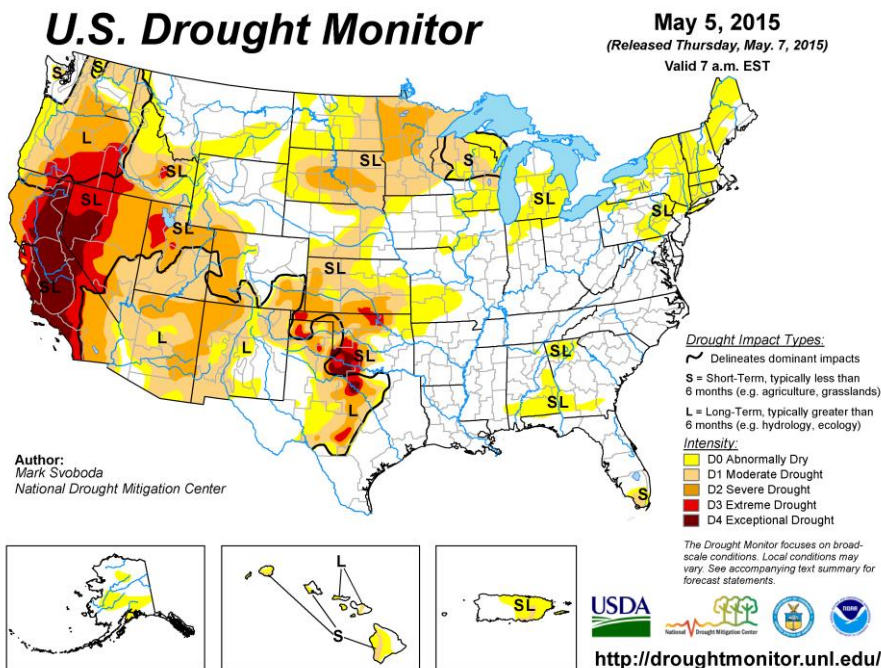 U.S. Drought Monitor
May 5, 2015
(Released Thursday, May. 7, 2015)
Valid 7 a.m. EST
S
S
L
SL
SL
SL
SL
S
SL
SL
SL
SL
L
L
SL
L
SL
SL
S
Drought Impact Types:
Delineates dominant impacts
S = Short-Term, typically less than
6 months (e.g. agriculture, grasslands)
L = Long-Term, typically greater than
6 months (e.g. hydrology, ecology)
Intensity:
D0 Abnormally Dry
D1 Moderate Drought
D2 Severe Drought
D3 Extreme Drought
D4 Exceptional Drought
Author:
Mark Svoboda
National Drought Mitigation Center
The Drought Monitor focuses on broad-
scale conditions. Local conditions may
vary. See accompanying text summary for
forecast statements.
L
S
SL
USDA
National Drought Mitigation Center
NOAA
http://droughtmonitor.unl.edu/